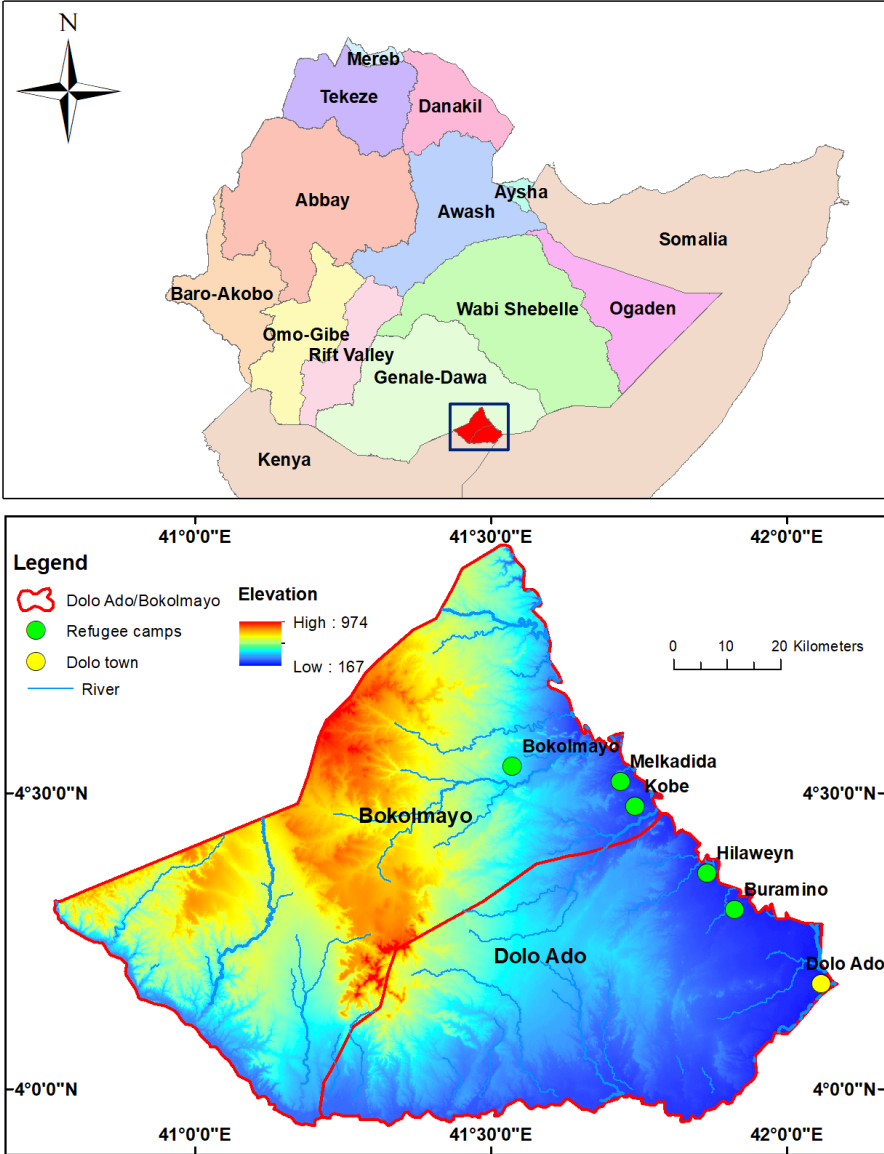 N
Mereb
Tekeze
Danakil
Abbay
Awash
Aysha
Somalia
Baro-Akobo
Omo-Gibe
Rift Valley
Wabi Shebelle
Ogaden
Genale-Dawa
Kenya
41°0'0"E
41°30'0"E
42°0'0"E
Legend
Dolo Ado/Bokolmayo
Refugee camps
Dolo town
River
Elevation
High : 974
Low : 167
0 10 20 Kilometers
Bokolmayo
Melkadida
Kobe
4°30'0"N
4°30'0"N
Bokolmayo
Hilaweyn
Buramino
Dolo Ado
Dolo Ado
4°0'0"N
4°0'0"N
41°0'0"E
41°30'0"E
42°0'0"E